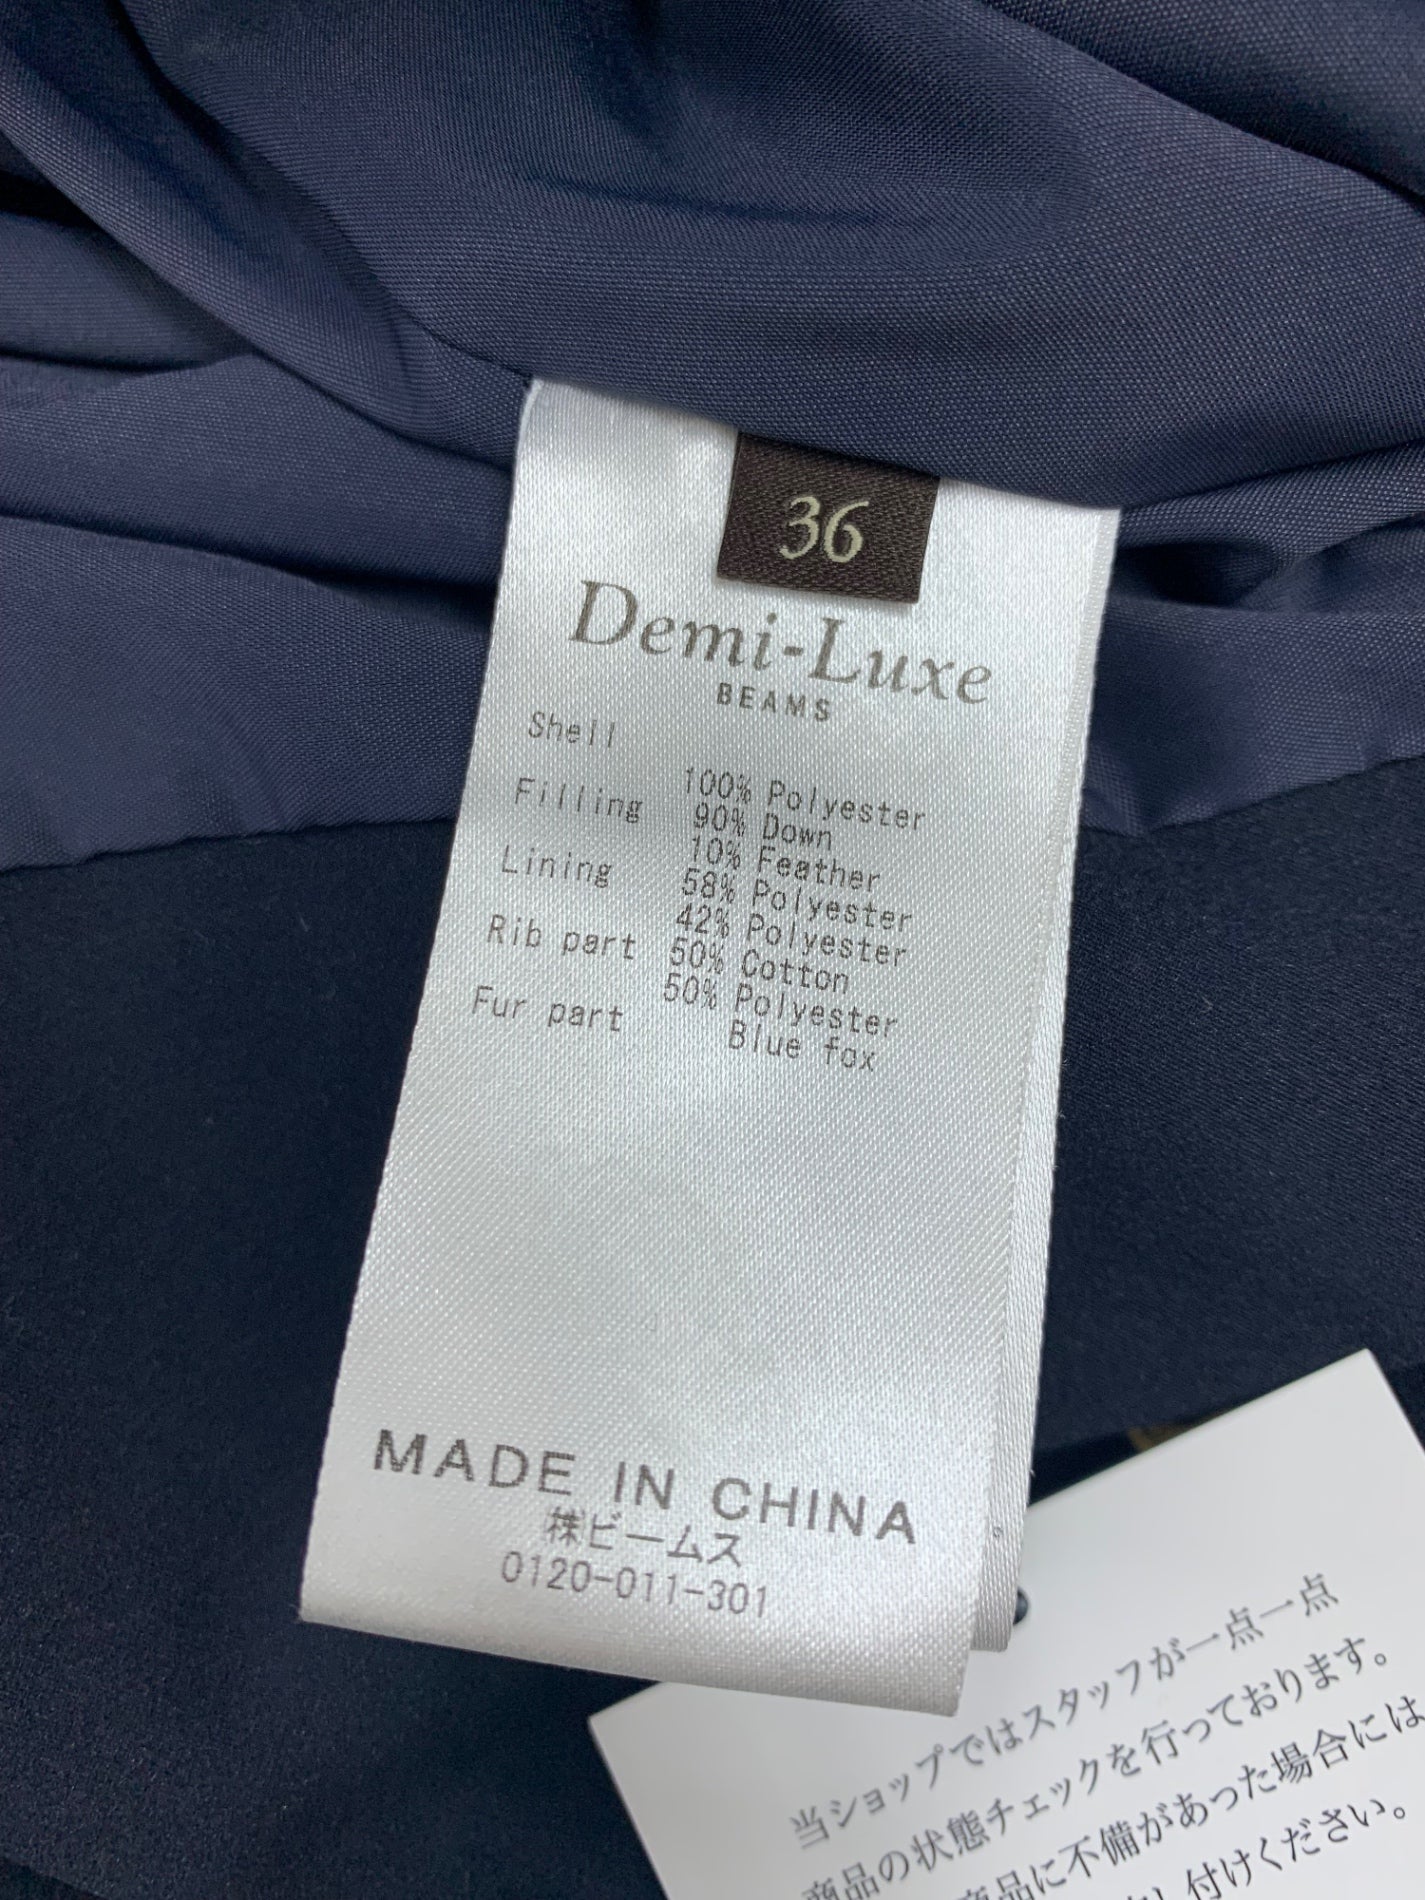 36
Demi-Luxe
BEAMS
Shell
100% Polyester
Filling
90% Down
10% Feather
Lining
58% Polyester
42% Polyester
Rib part
50% Cotton
50% Polyester
Fur part
Blue fox
MADE IN CHINA
㈱ビームス
0120-011-301
当ショップではスタッフが一点一点
商品の状態チェックを行っております。
商品に不備があった場合には
し付けください。